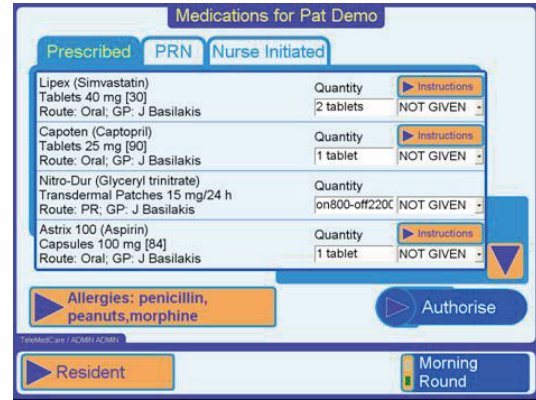 Medications for Pat Demo
Prescribed PRN Nurse Initiated
Lipex (Simvastatin)
Tablets 40 mg [30]
Route: Oral; GP: J Basilakis
Quantity
Instructions
2 tablets
NOT GIVEN
Capoten (Captopril)
Tablets 25 mg [90]
Route: Oral; GP: J Basilakis
Quantity
Instructions
1 tablet
NOT GIVEN
Nitro-Dur (Glyceryl trinitrate)
Transdermal Patches 15 mg/24 h
Route: PR; GP: J Basilakis
Quantity
on800-off2200
NOT GIVEN
Astrix 100 (Aspirin)
Capsules 100 mg [84]
Route: Oral; GP: J Basilakis
Quantity
Instructions
1 tablet
NOT GIVEN
Allergies: penicillin,
peanuts,morphine
Authorise
TeleMedCare / ADMIN ADMIN
Resident
Morning
Round